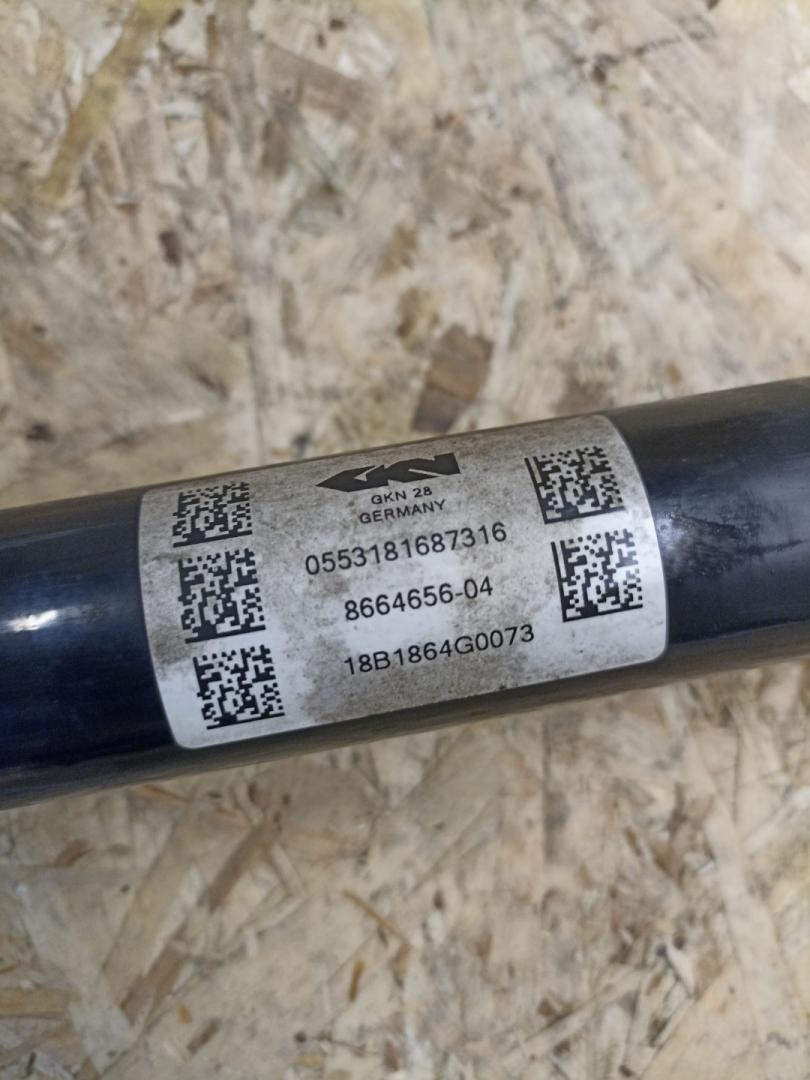 GKN
GKN 28
GERMANY
0553181687316
8664656-04
18B1864G0073